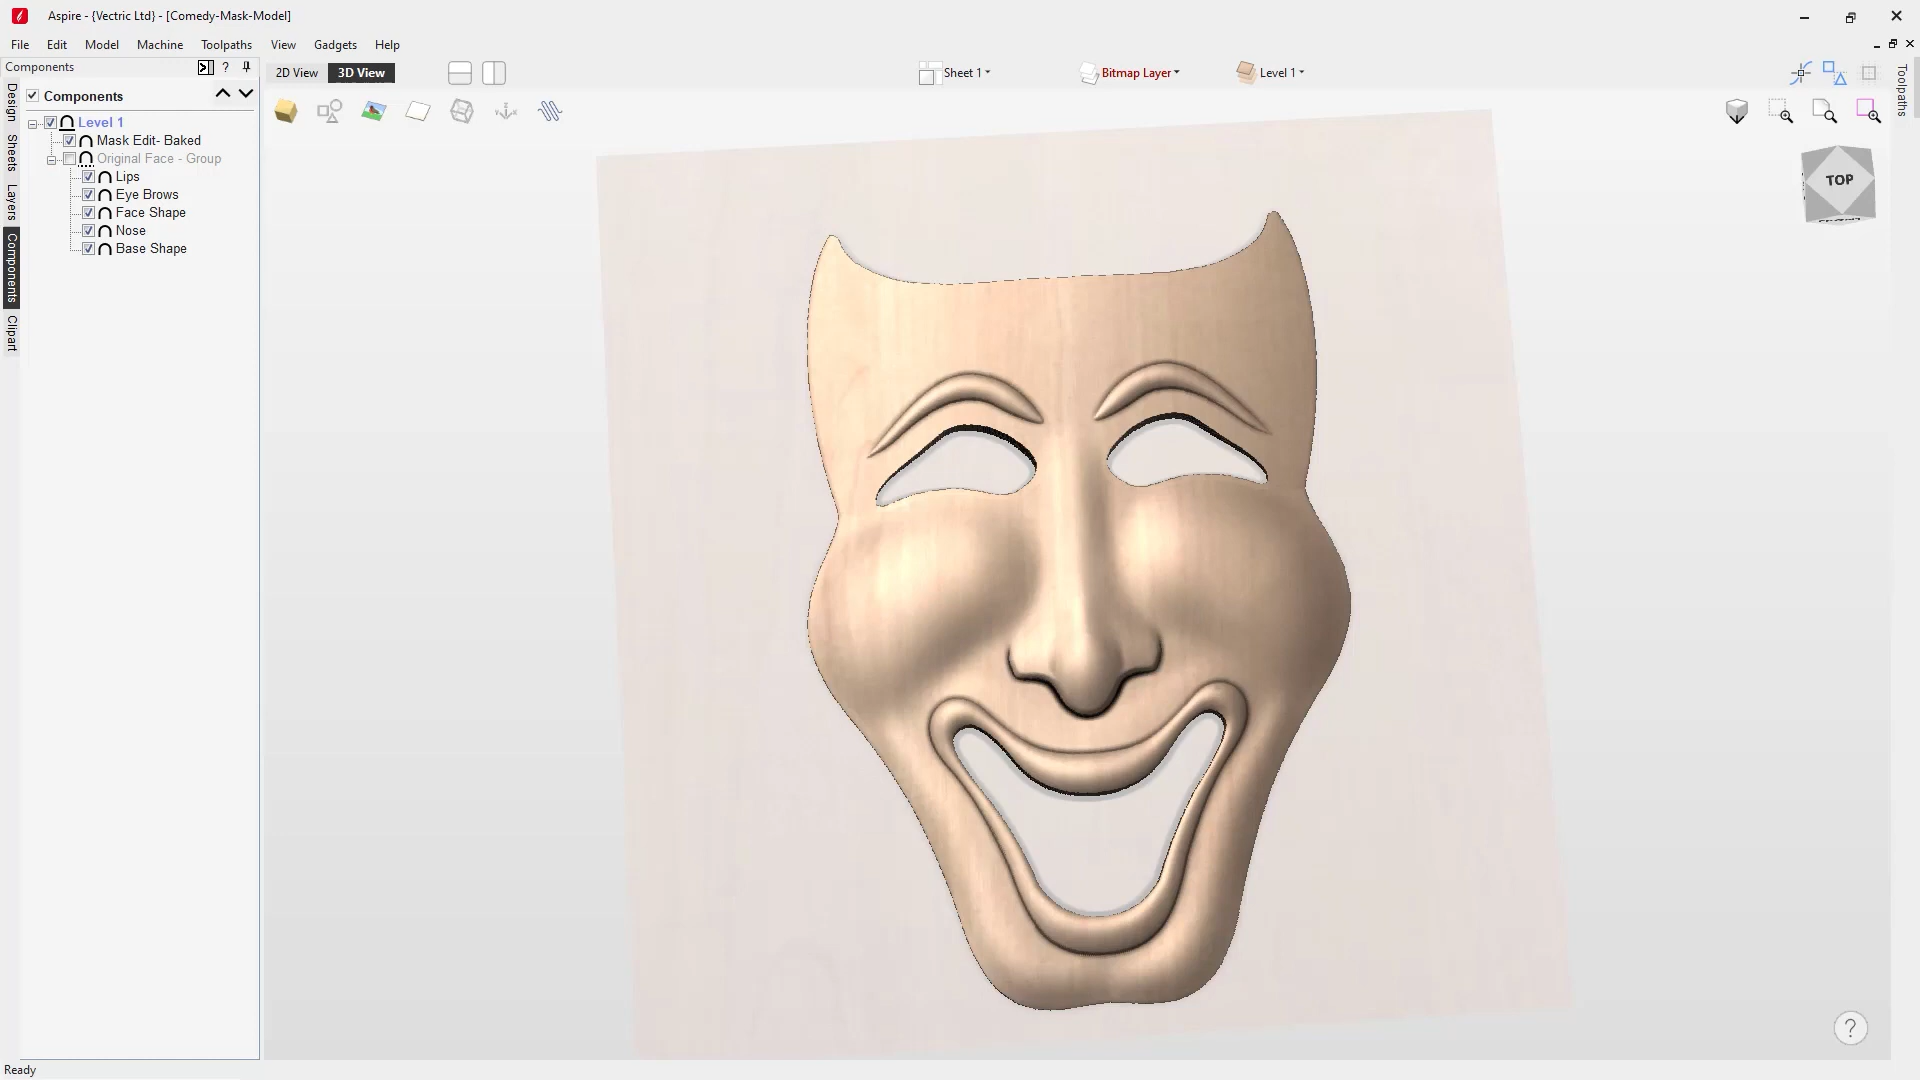 Aspire - {Vectric Ltd} - [Comedy-Mask-Model]
File Edit Model Machine Toolpaths View Gadgets Help
Components ?
2D View 3D View Sheet 1 Bitmap Layer Level 1
Components
Level 1
Mask Edit- Baked
Original Face - Group
Lips
Eye Brows
Face Shape
Nose
Base Shape
Design
Sheets
Layers
Components
Clipart
Toolpaths
TOP
FRONT
?
Ready